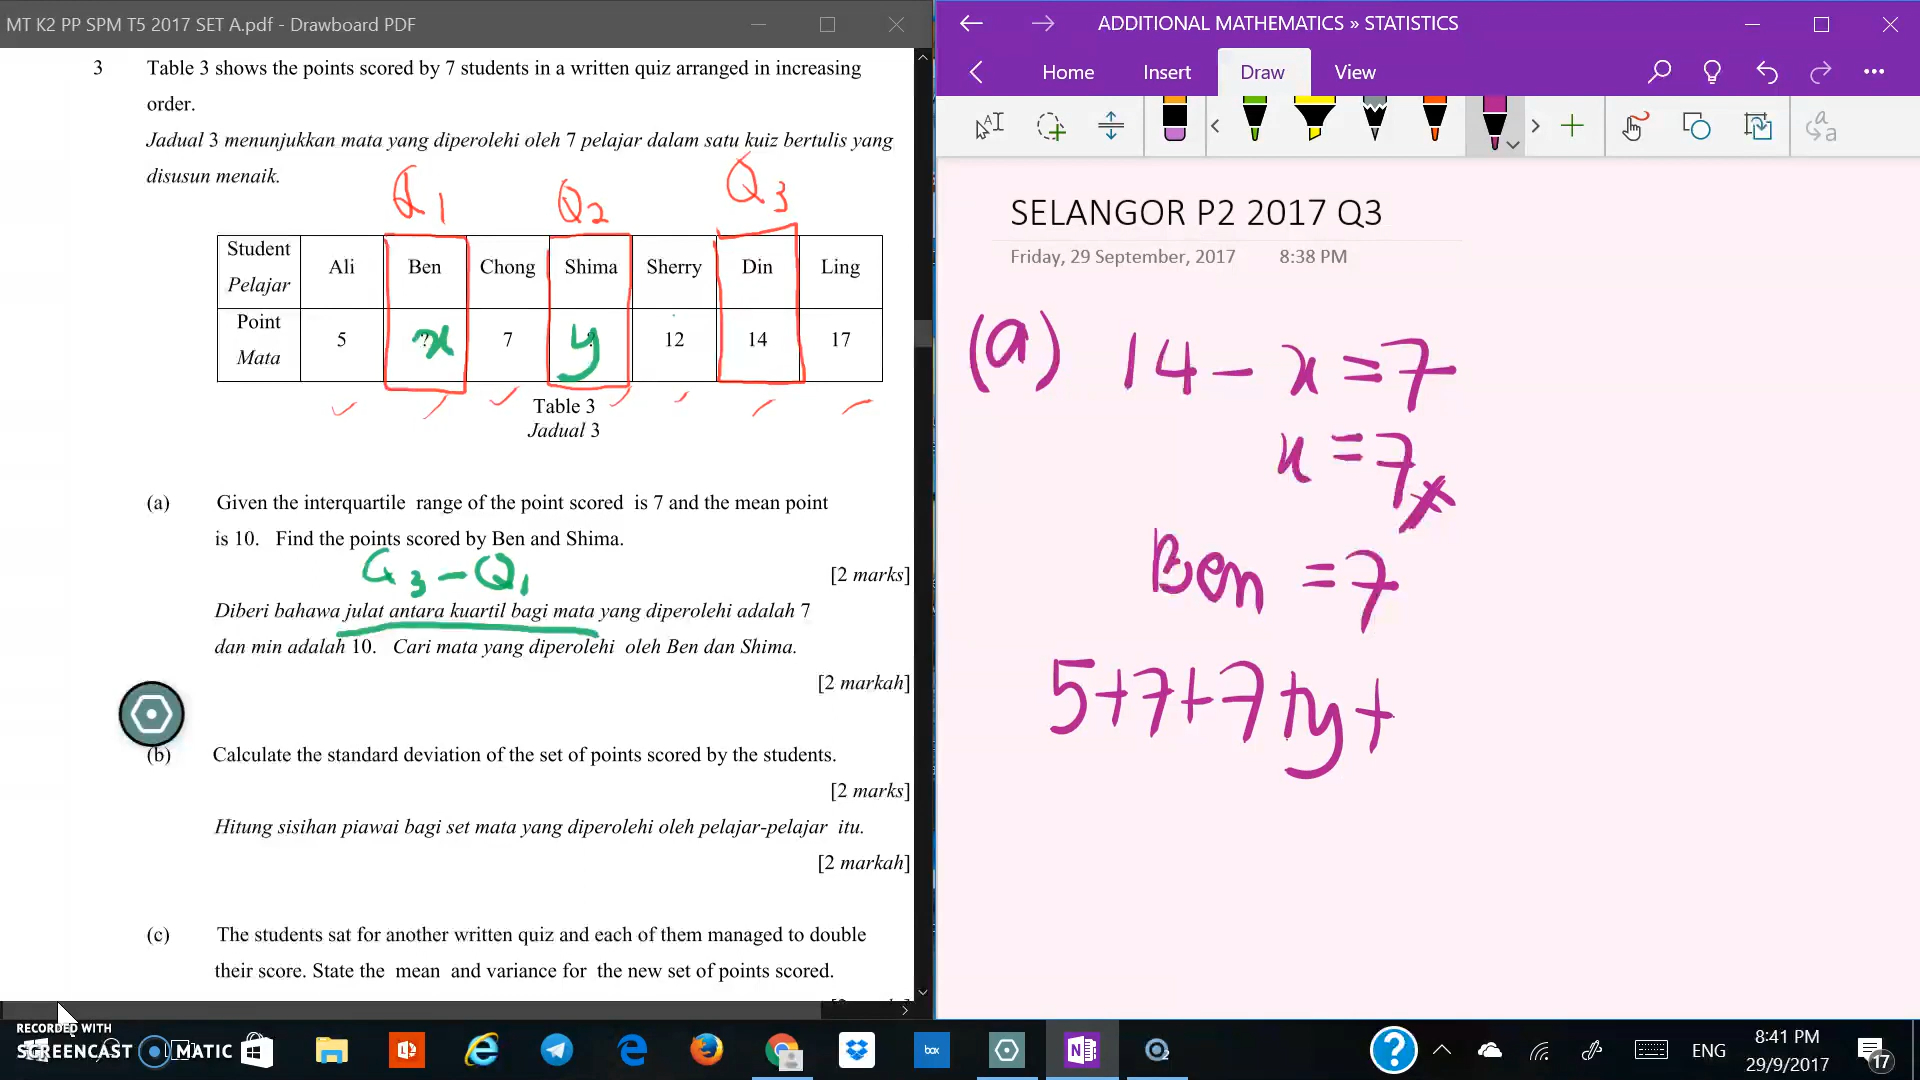 MT K2 PP SPM T5 2017 SET A.pdf - Drawboard PDF
3 Table 3 shows the points scored by 7 students in a written quiz arranged in increasing
order.
Jadual 3 menunjukkan mata yang diperolehi oleh 7 pelajar dalam satu kuiz bertulis yang
disusun menaik.
Q1 Q2 Q3
Student Pelajar Ali Ben Chong Shima Sherry Din Ling
Point Mata 5 x 7 y 12 14 17
Table 3
Jadual 3
(a) Given the interquartile range of the point scored is 7 and the mean point
is 10. Find the points scored by Ben and Shima.
Q3 - Q1
[2 marks]
Diberi bahawa julat antara kuartil bagi mata yang diperolehi adalah 7
dan min adalah 10. Cari mata yang diperolehi oleh Ben dan Shima.
[2 markah]
(b) Calculate the standard deviation of the set of points scored by the students.
[2 marks]
Hitung sisihan piawai bagi set mata yang diperolehi oleh pelajar-pelajar itu.
[2 markah]
(c) The students sat for another written quiz and each of them managed to double
their score. State the mean and variance for the new set of points scored.
ADDITIONAL MATHEMATICS » STATISTICS
Home Insert Draw View
SELANGOR P2 2017 Q3
Friday, 29 September, 2017 8:38 PM
(a) 14 - x = 7
x = 7
Ben = 7
5+7+7+y+
RECORDED WITH
SCREENCAST MATIC
box
ENG
8:41 PM
29/9/2017
17